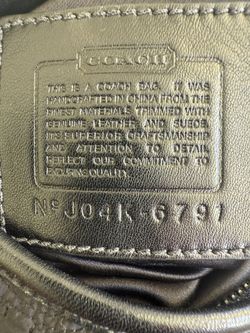 COACH
THIS IS A COACH BAG. IT WAS
HANDCRAFTED IN CHINA FROM THE
FINEST MATERIALS TRIMMED WITH
GENUINE LEATHER AND SUEDE.
ITS SUPERIOR CRAFTSMANSHIP
AND ATTENTION TO DETAIL
REFLECT OUR COMMITMENT TO
EXCLUSIVE QUALITY.
Nº J04K-6791